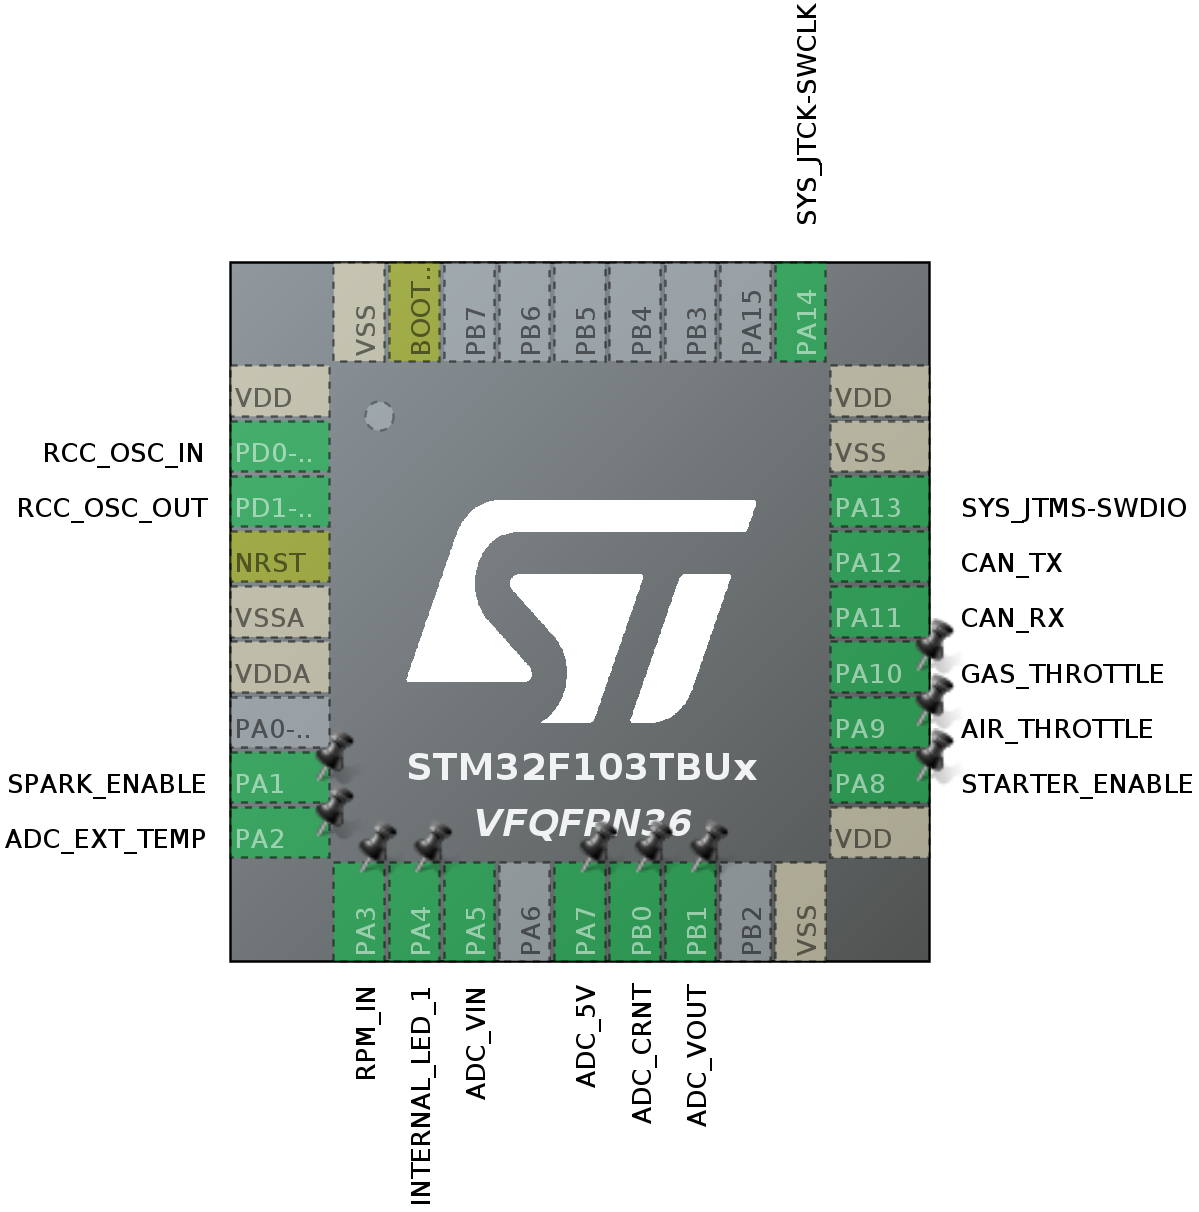 SYS_JTCK-SWCLK
VSS
BOOT..
PB7
PB6
PB5
PB4
PB3
PA15
PA14
VDD
VDD
RCC_OSC_IN
PD0-..
VSS
RCC_OSC_OUT
PD1-..
PA13
SYS_JTMS-SWDIO
NRST
PA12
CAN_TX
VSSA
PA11
CAN_RX
VDDA
PA10
GAS_THROTTLE
PA0-..
PA9
AIR_THROTTLE
ST
STM32F103TBUx
SPARK_ENABLE
PA1
PA8
STARTER_ENABLE
VFQFPN36
ADC_EXT_TEMP
PA2
VDD
PA3
PA4
PA5
PA6
PA7
PB0
PB1
PB2
VSS
RPM_IN
INTERNAL_LED_1
ADC_VIN
ADC_5V
ADC_CRNT
ADC_VOUT